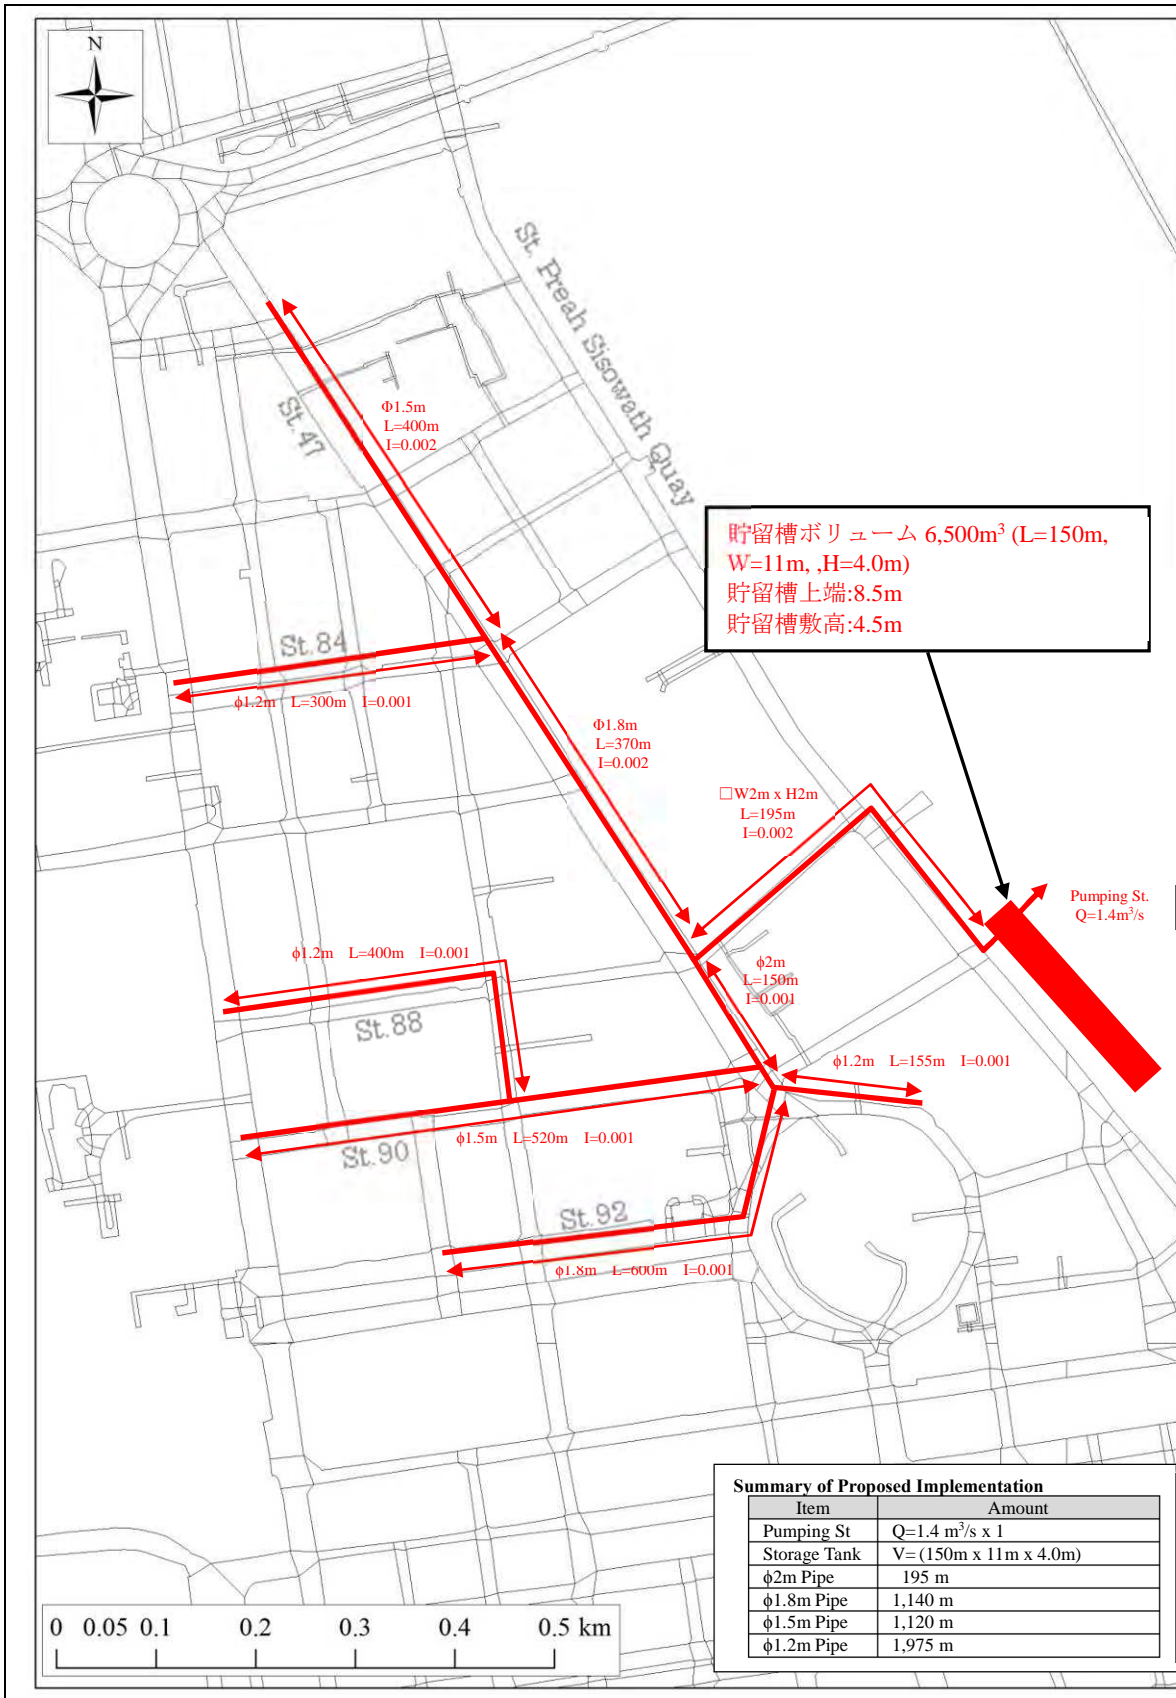 N
St. Preah Sisowath Quay
St.47
Φ1.5m
L=400m
I=0.002
貯留槽ボリューム 6,500m³ (L=150m,
W=11m, ,H=4.0m)
貯留槽上端:8.5m
貯留槽敷高:4.5m
St.84
ϕ1.2m L=300m I=0.001
Φ1.8m
L=370m
I=0.002
□W2m x H2m
L=195m
I=0.002
Pumping St.
Q=1.4m³/s
ϕ1.2m L=400m I=0.001
ϕ2m
L=150m
I=0.001
St.88
ϕ1.2m L=155m I=0.001
ϕ1.5m L=520m I=0.001
St.90
St.92
ϕ1.8m L=600m I=0.001
Summary of Proposed Implementation
Item Amount
Pumping St Q=1.4 m³/s x 1
Storage Tank V= (150m x 11m x 4.0m)
ϕ2m Pipe 195 m
ϕ1.8m Pipe 1,140 m
ϕ1.5m Pipe 1,120 m
ϕ1.2m Pipe 1,975 m
0 0.05 0.1 0.2 0.3 0.4 0.5 km